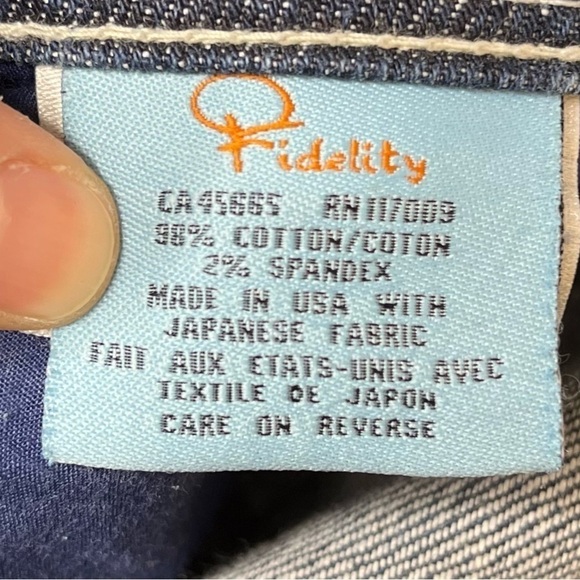 Fidelity
CA45665 RN117009
98% COTTON/COTON
2% SPANDEX
MADE IN USA WITH
JAPANESE FABRIC
FAIT AUX ETATS-UNIS AVEC
TEXTILE DE JAPON
CARE ON REVERSE